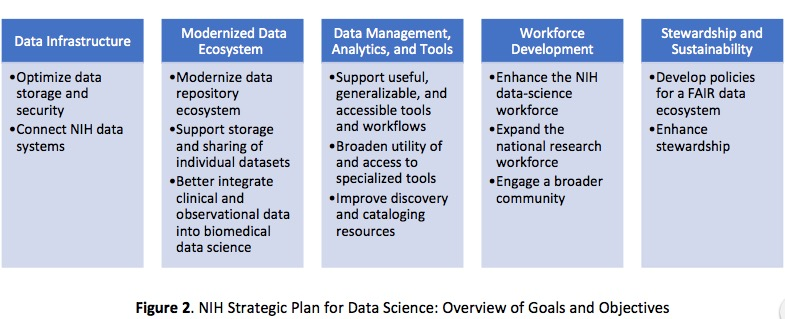 Data Infrastructure
•Optimize data
storage and
security
•Connect NIH data
systems
Modernized Data
Ecosystem
•Modernize data
repository
ecosystem
•Support storage
and sharing of
individual datasets
•Better integrate
clinical and
observational data
into biomedical
data science
Data Management,
Analytics, and Tools
•Support useful,
generalizable, and
accessible tools
and workflows
•Broaden utility of
and access to
specialized tools
•Improve discovery
and cataloging
resources
Workforce
Development
•Enhance the NIH
data-science
workforce
•Expand the
national research
workforce
•Engage a broader
community
Stewardship and
Sustainability
•Develop policies
for a FAIR data
ecosystem
•Enhance
stewardship
Figure 2. NIH Strategic Plan for Data Science: Overview of Goals and Objectives